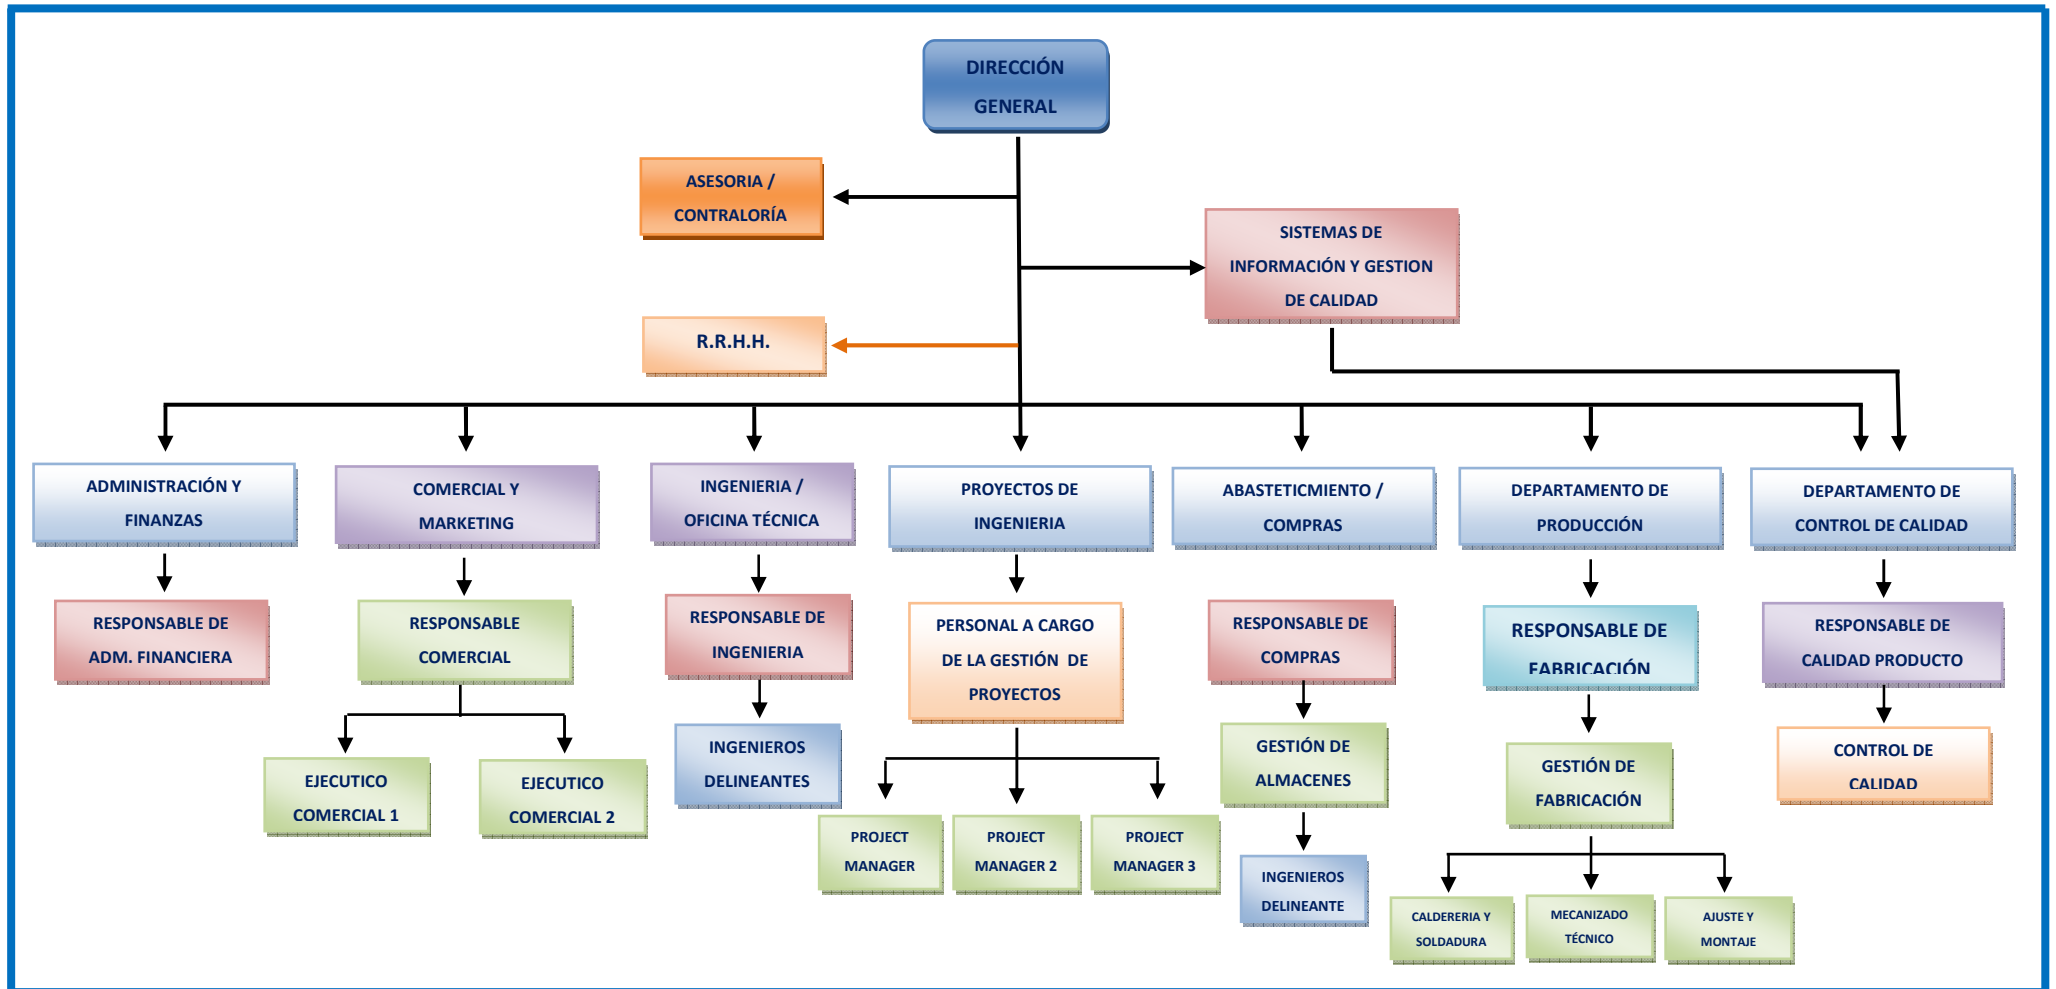 DIRECCIÓN
GENERAL
ASESORIA /
CONTRALORÍA
SISTEMAS DE
INFORMACIÓN Y GESTION
DE CALIDAD
R.R.H.H.
ADMINISTRACIÓN Y
FINANZAS
COMERCIAL Y
MARKETING
INGENIERIA /
OFICINA TÉCNICA
PROYECTOS DE
INGENIERIA
ABASTETICMIENTO /
COMPRAS
DEPARTAMENTO DE
PRODUCCIÓN
DEPARTAMENTO DE
CONTROL DE CALIDAD
RESPONSABLE DE
ADM. FINANCIERA
RESPONSABLE
COMERCIAL
RESPONSABLE DE
INGENIERIA
PERSONAL A CARGO
DE LA GESTIÓN DE
PROYECTOS
RESPONSABLE DE
COMPRAS
RESPONSABLE DE
FABRICACIÓN
RESPONSABLE DE
CALIDAD PRODUCTO
EJECUTICO
COMERCIAL 1
EJECUTICO
COMERCIAL 2
INGENIEROS
DELINEANTES
PROJECT
MANAGER
PROJECT
MANAGER 2
PROJECT
MANAGER 3
GESTIÓN DE
ALMACENES
INGENIEROS
DELINEANTE
GESTIÓN DE
FABRICACIÓN
CALDERERIA Y
SOLDADURA
MECANIZADO
TÉCNICO
AJUSTE Y
MONTAJE
CONTROL DE
CALIDAD